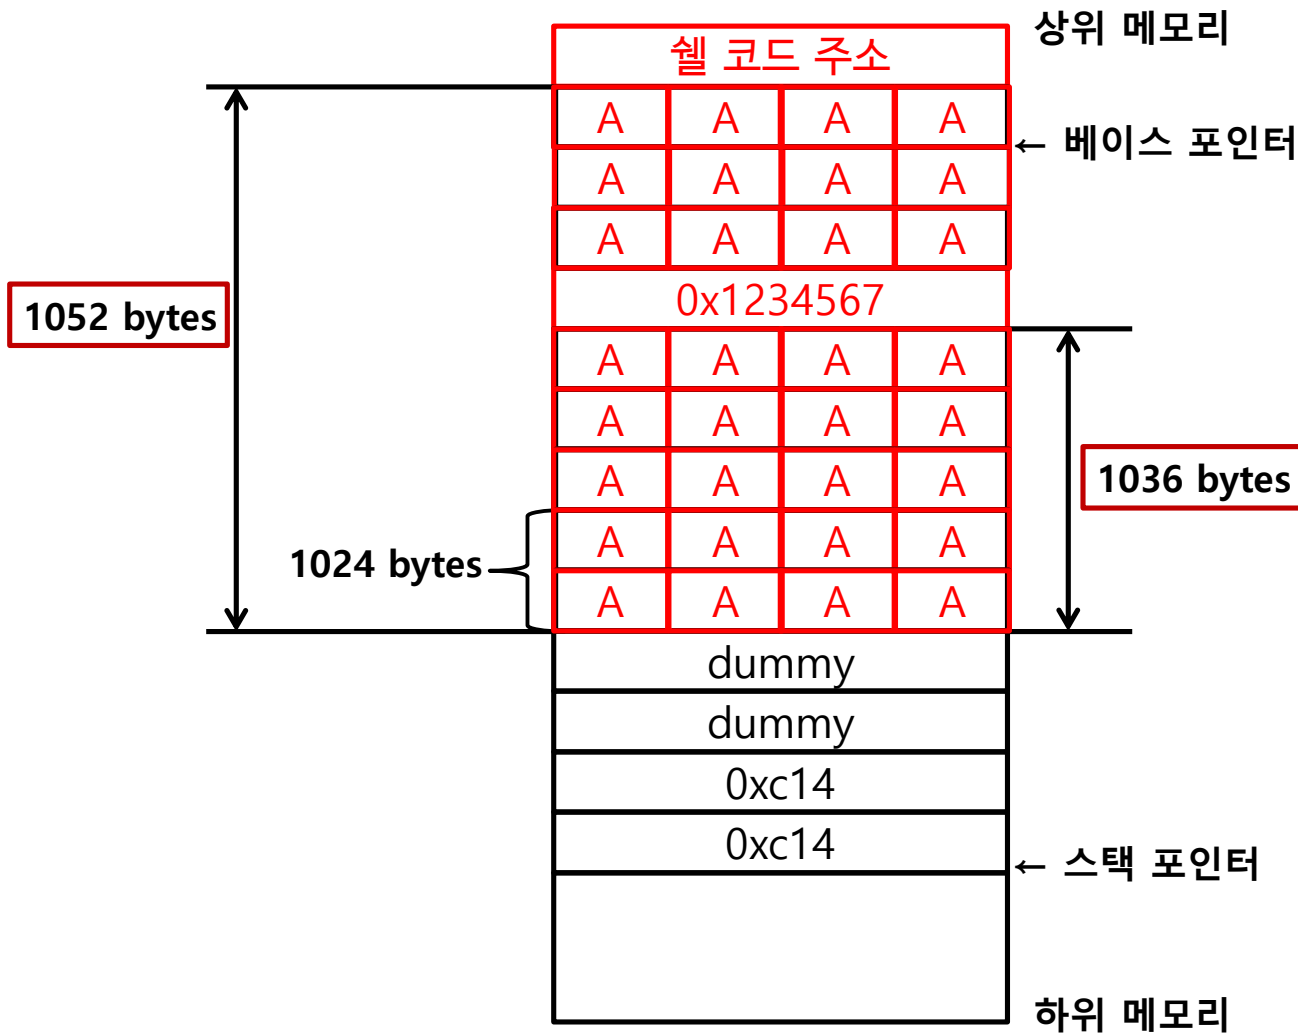 상위 메모리
쉘 코드 주소
A A A A
← 베이스 포인터
A A A A
A A A A
0x1234567
1052 bytes
A A A A
A A A A
A A A A
1036 bytes
A A A A
1024 bytes
A A A A
dummy
dummy
0xc14
0xc14
← 스택 포인터
하위 메모리